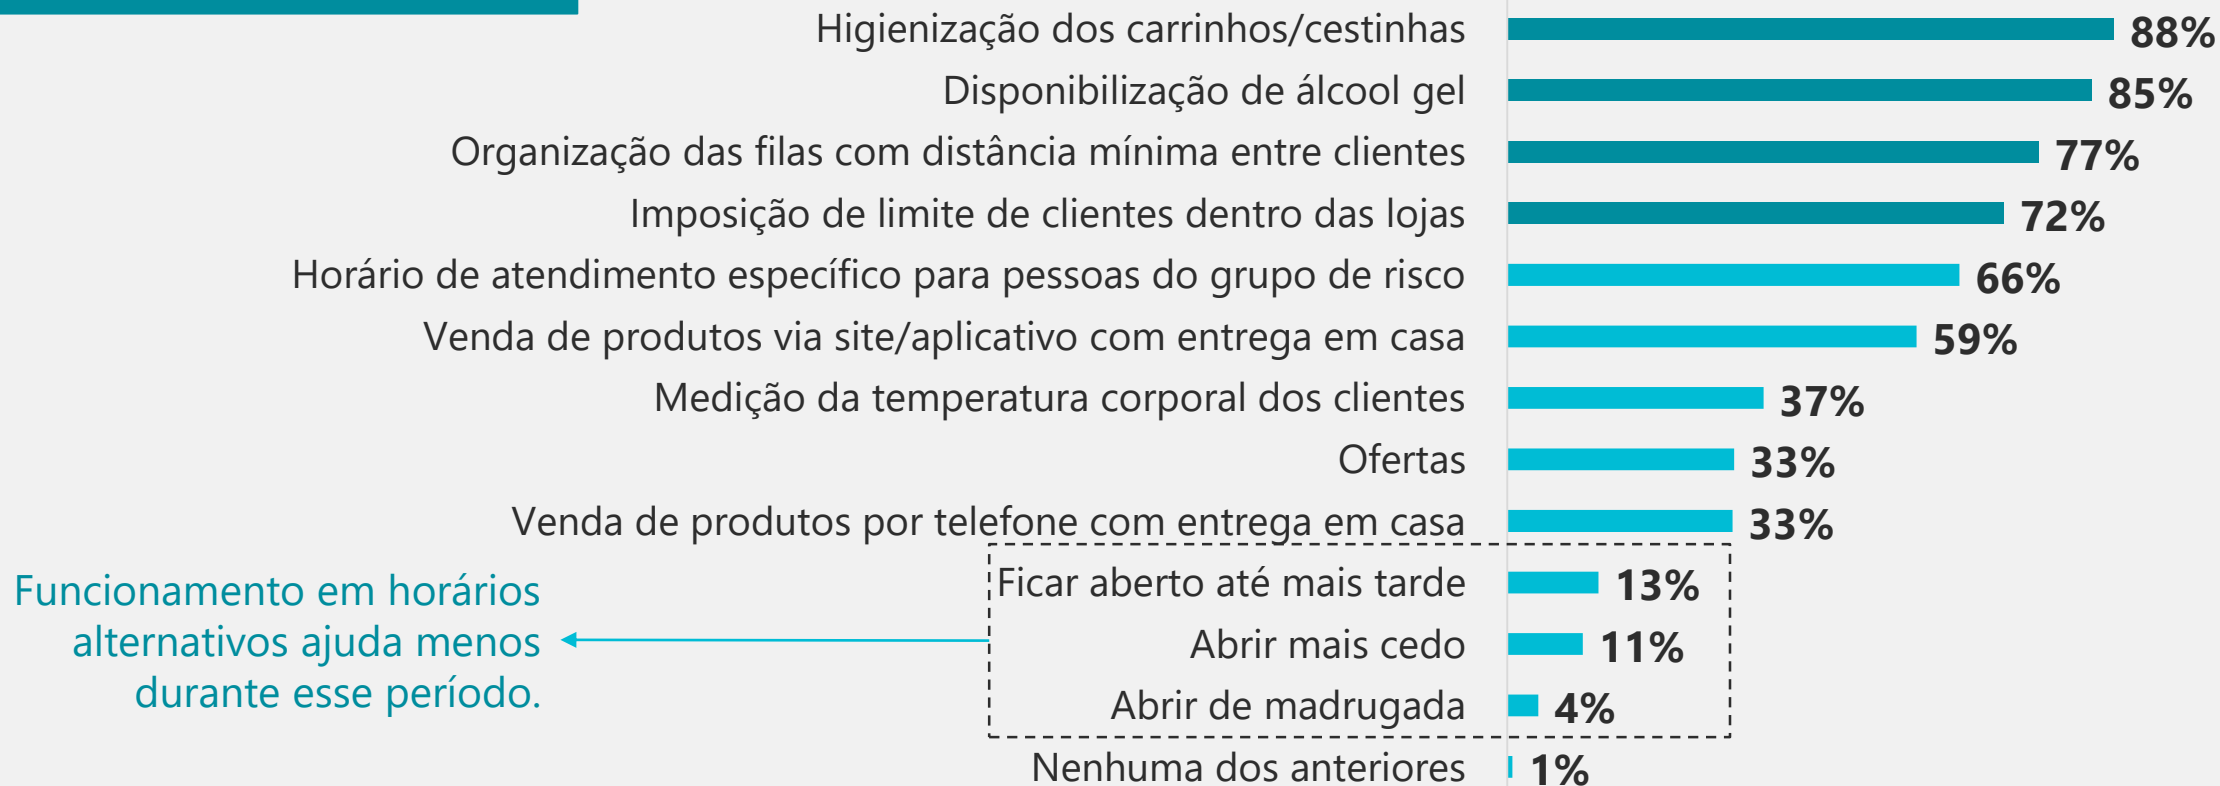 Higienização dos carrinhos/cestinhas 88%
Disponibilização de álcool gel 85%
Organização das filas com distância mínima entre clientes 77%
Imposição de limite de clientes dentro das lojas 72%
Horário de atendimento específico para pessoas do grupo de risco 66%
Venda de produtos via site/aplicativo com entrega em casa 59%
Medição da temperatura corporal dos clientes 37%
Ofertas 33%
Venda de produtos por telefone com entrega em casa 33%
Ficar aberto até mais tarde 13%
Abrir mais cedo 11%
Abrir de madrugada 4%
Nenhuma dos anteriores 1%
Funcionamento em horários
alternativos ajuda menos
durante esse período.